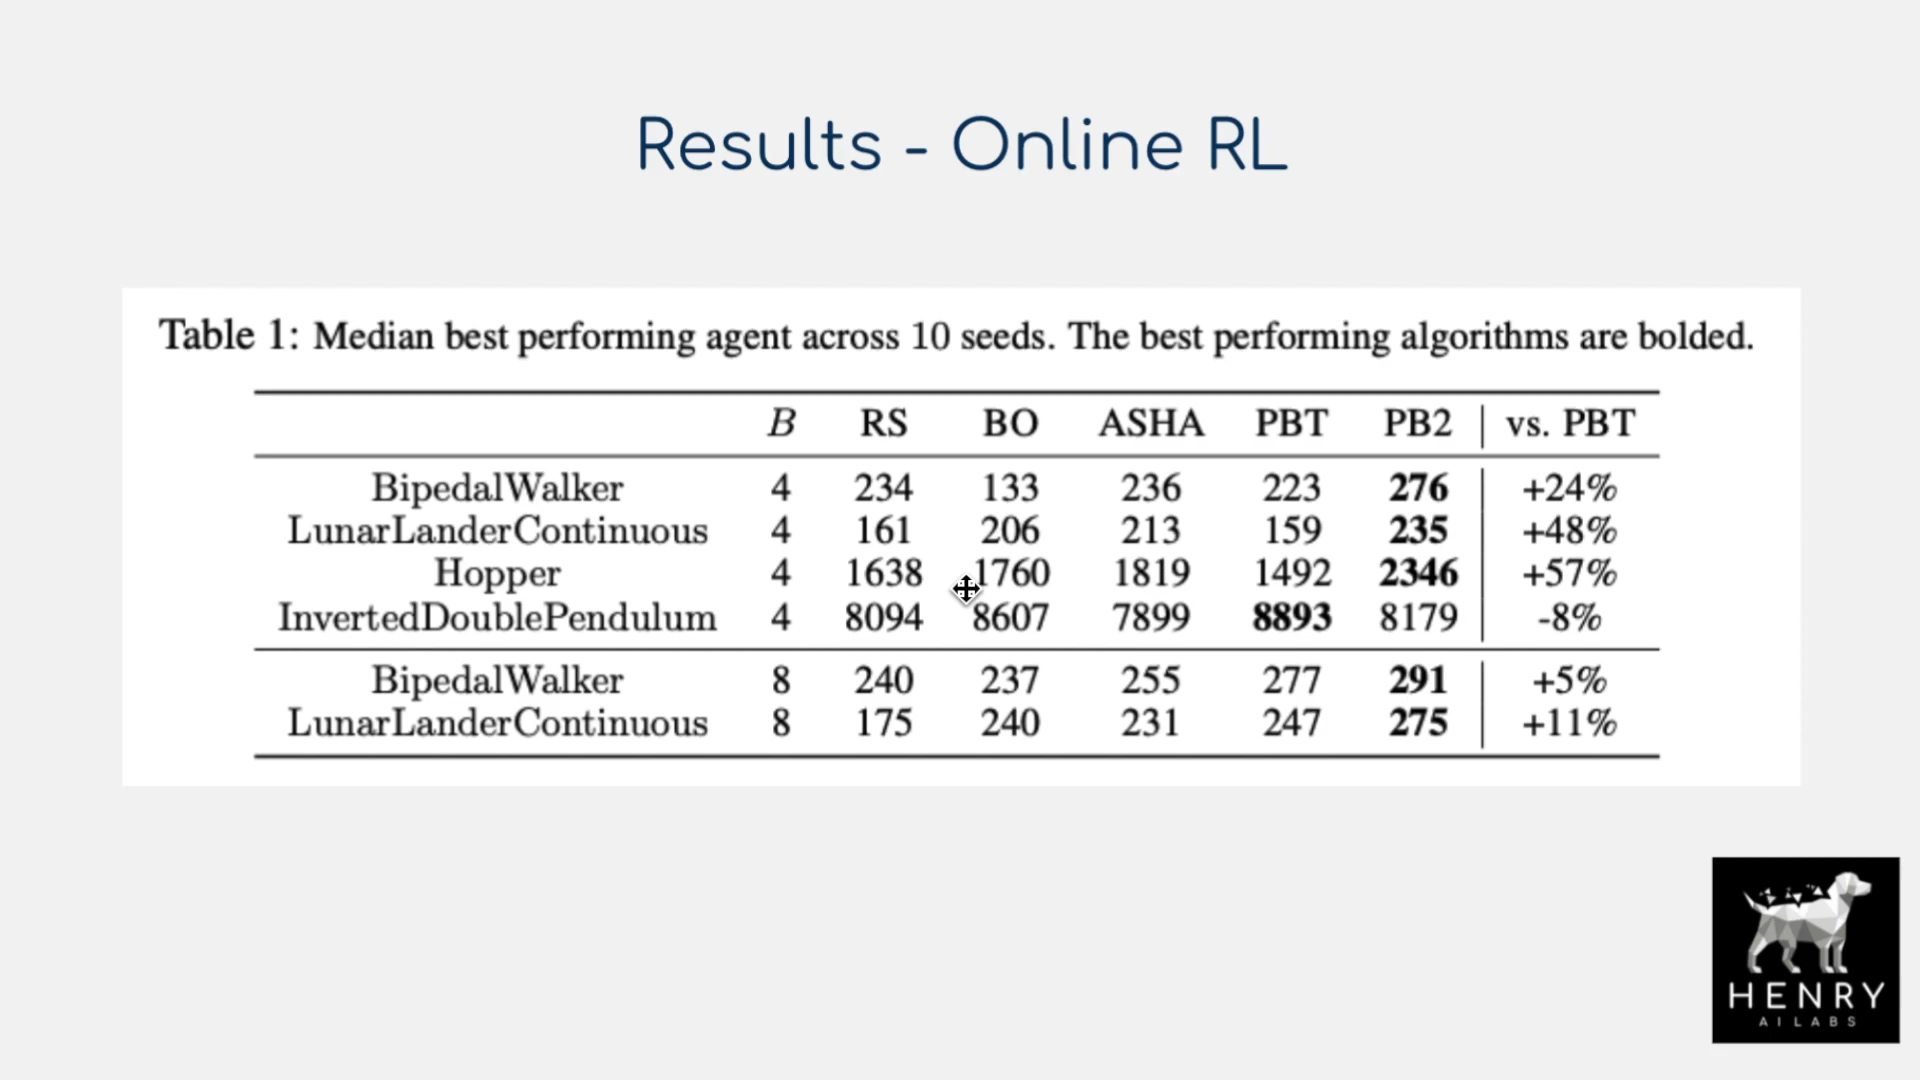 Results - Online RL
Table 1: Median best performing agent across 10 seeds. The best performing algorithms are bolded.
B RS BO ASHA PBT PB2 vs. PBT
BipedalWalker 4 234 133 236 223 276 +24%
LunarLanderContinuous 4 161 206 213 159 235 +48%
Hopper 4 1638 1760 1819 1492 2346 +57%
InvertedDoublePendulum 4 8094 8607 7899 8893 8179 -8%
BipedalWalker 8 240 237 255 277 291 +5%
LunarLanderContinuous 8 175 240 231 247 275 +11%
HENRY
AI LABS